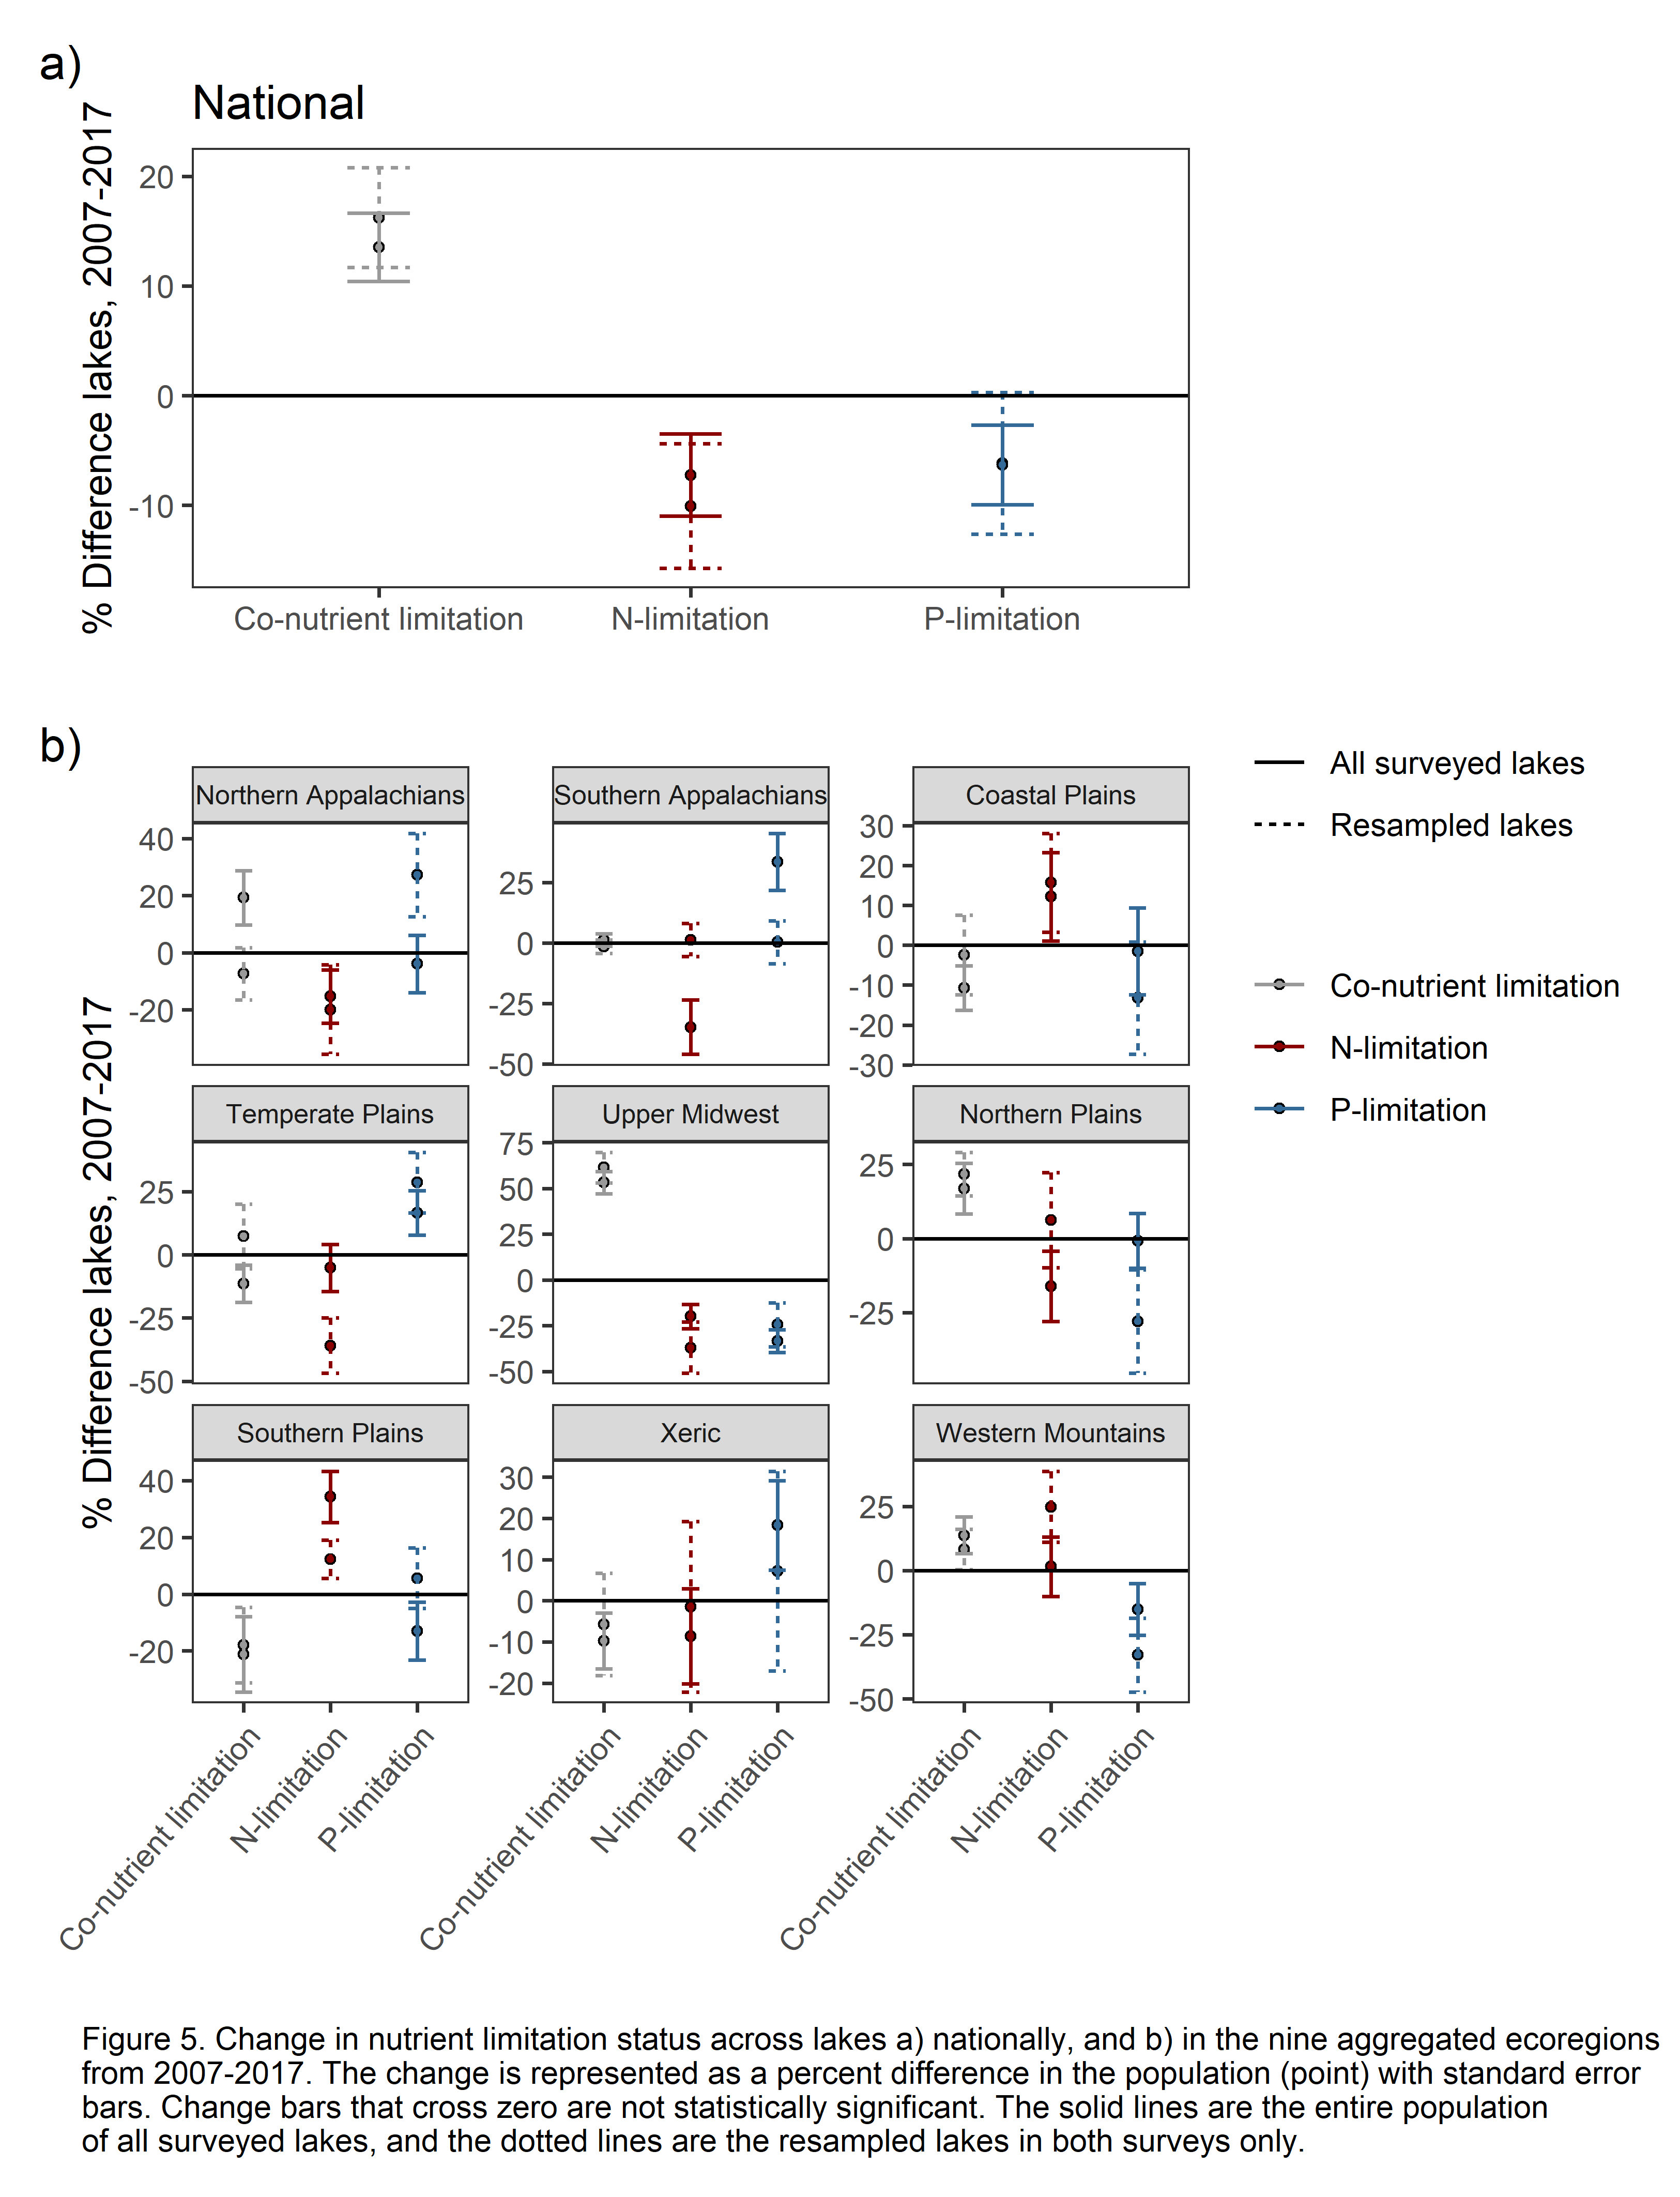 a)
National
% Difference lakes, 2007-2017
20
10
0
-10
Co-nutrient limitation
N-limitation
P-limitation
b)
% Difference lakes, 2007-2017
Northern Appalachians
40
20
0
-20
Southern Appalachians
25
0
-25
-50
Coastal Plains
30
20
10
0
-10
-20
-30
Temperate Plains
25
0
-25
-50
Upper Midwest
75
50
25
0
-25
-50
Northern Plains
25
0
-25
Southern Plains
40
20
0
-20
Xeric
30
20
10
0
-10
-20
Western Mountains
25
0
-25
-50
Co-nutrient limitation
N-limitation
P-limitation
Co-nutrient limitation
N-limitation
P-limitation
Co-nutrient limitation
N-limitation
P-limitation
All surveyed lakes
Resampled lakes
Co-nutrient limitation
N-limitation
P-limitation
Figure 5. Change in nutrient limitation status across lakes a) nationally, and b) in the nine aggregated ecoregions
from 2007-2017. The change is represented as a percent difference in the population (point) with standard error
bars. Change bars that cross zero are not statistically significant. The solid lines are the entire population
of all surveyed lakes, and the dotted lines are the resampled lakes in both surveys only.